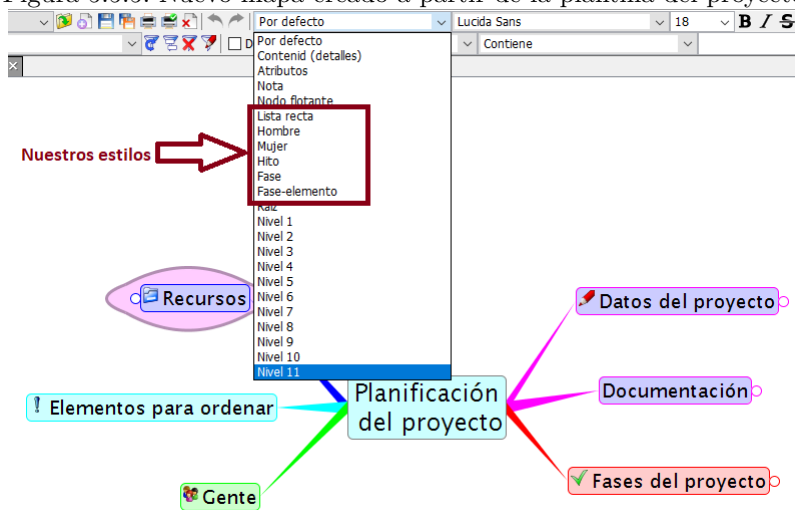 Figura 5.5.5: Nuevo mapa creado a partir de la plantilla del proyecto
Por defecto
Lucida Sans
18
B I S
Contiene
Por defecto
Contenid (detalles)
Atributos
Nota
Nodo flotante
Lista recta
Hombre
Mujer
Hito
Fase
Fase-elemento
Raíz
Nivel 1
Nivel 2
Nivel 3
Nivel 4
Nivel 5
Nivel 6
Nivel 7
Nivel 8
Nivel 9
Nivel 10
Nivel 11
Nuestros estilos
Recursos
Elementos para ordenar
Gente
Planificación
del proyecto
Datos del proyecto
Documentación
Fases del proyecto